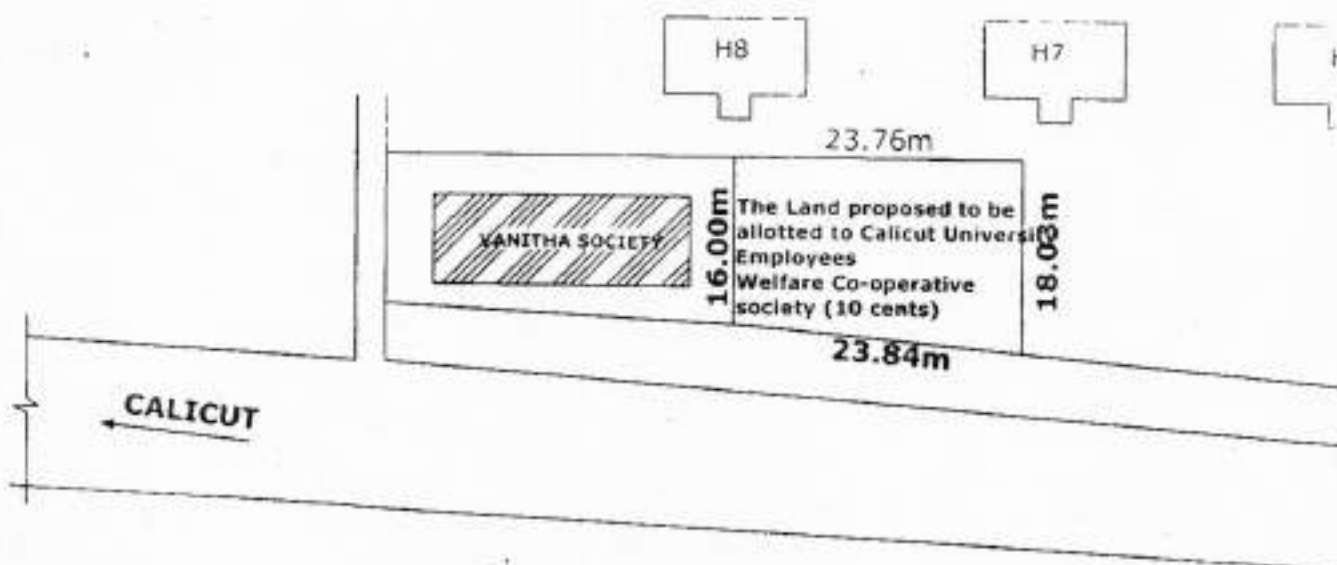 H8
H7
23.76m
16.00m
The Land proposed to be
allotted to Calicut Universi
Employees
Welfare Co-operative
society (10 cents)
18.03m
VANITHA SOCIETY
23.84m
CALICUT